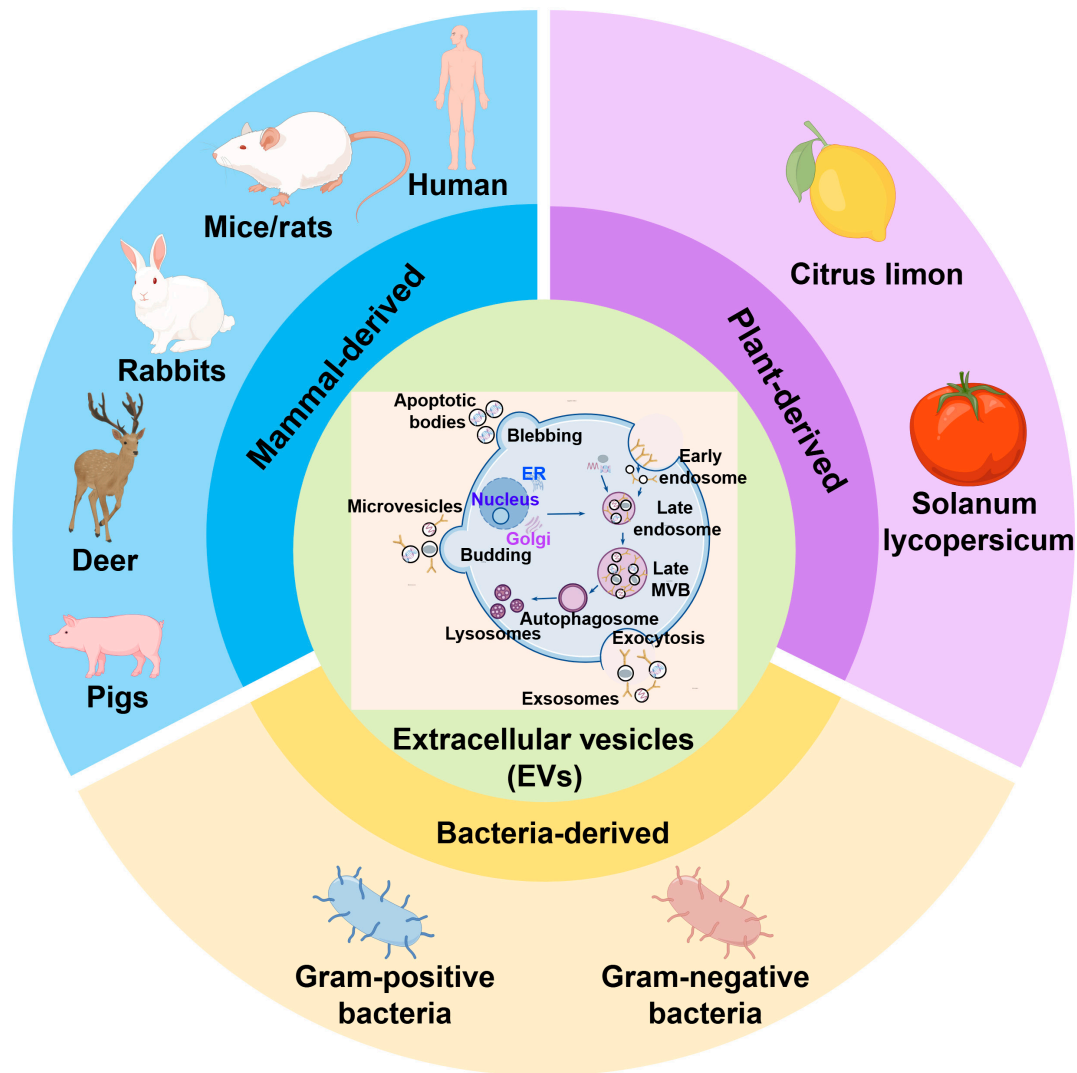 Human
Mice/rats
Rabbits
Deer
Pigs
Mammal-derived
Citrus limon
Solanum
lycopersicum
Plant-derived
Apoptotic
bodies
Blebbing
Early
endosome
ER
Nucleus
Microvesicles
Late
endosome
Golgi
Budding
Late
MVB
Autophagosome
Lysosomes
Exocytosis
Exsosomes
Extracellular vesicles
(EVs)
Bacteria-derived
Gram-positive
bacteria
Gram-negative
bacteria